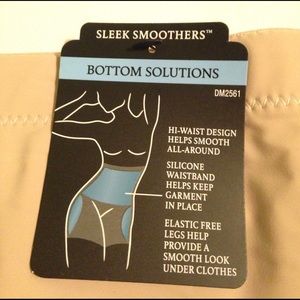 SLEEK SMOOTHERS™
BOTTOM SOLUTIONS
DM2561
HI-WAIST DESIGN
HELPS SMOOTH
ALL-AROUND
SILICONE
WAISTBAND
HELPS KEEP
GARMENT
IN PLACE
ELASTIC FREE
LEGS HELP
PROVIDE A
SMOOTH LOOK
UNDER CLOTHES